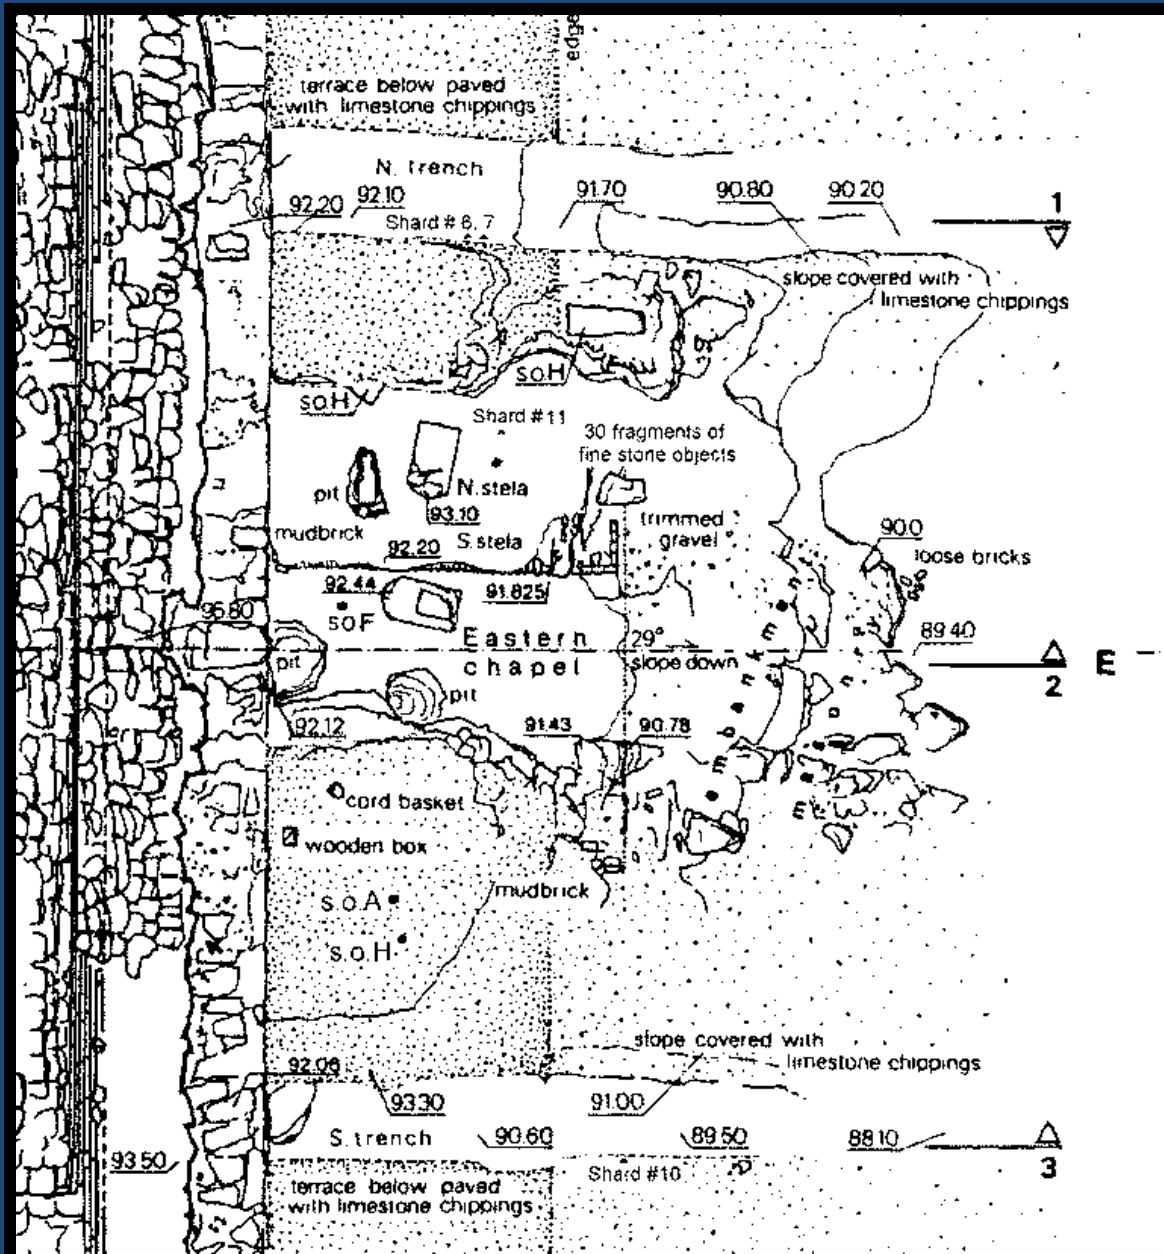 edge
terrace below paved
with limestone chippings
N. trench
92.20
92.10
91.70
90.80
90.20
1
Shard # 6, 7
slope covered with
limestone chippings
s.o.H
s.o.H
Shard #11
30 fragments of
fine stone objects
pit
N. stela
93.10
trimmed
gravel
mudbrick
92.20
S. stela
90.0
loose bricks
92.44
91.825
95.80
s.o.F
Eastern
chapel
29°
slope down
89.40
E
2
pit
pit
92.12
91.43
90.78
embankment
cord basket
wooden box
mudbrick
s.o.A
s.o.H
slope covered with
limestone chippings
92.06
93.30
91.00
S. trench
90.60
89.50
88.10
3
93.50
Shard #10
terrace below paved
with limestone chippings